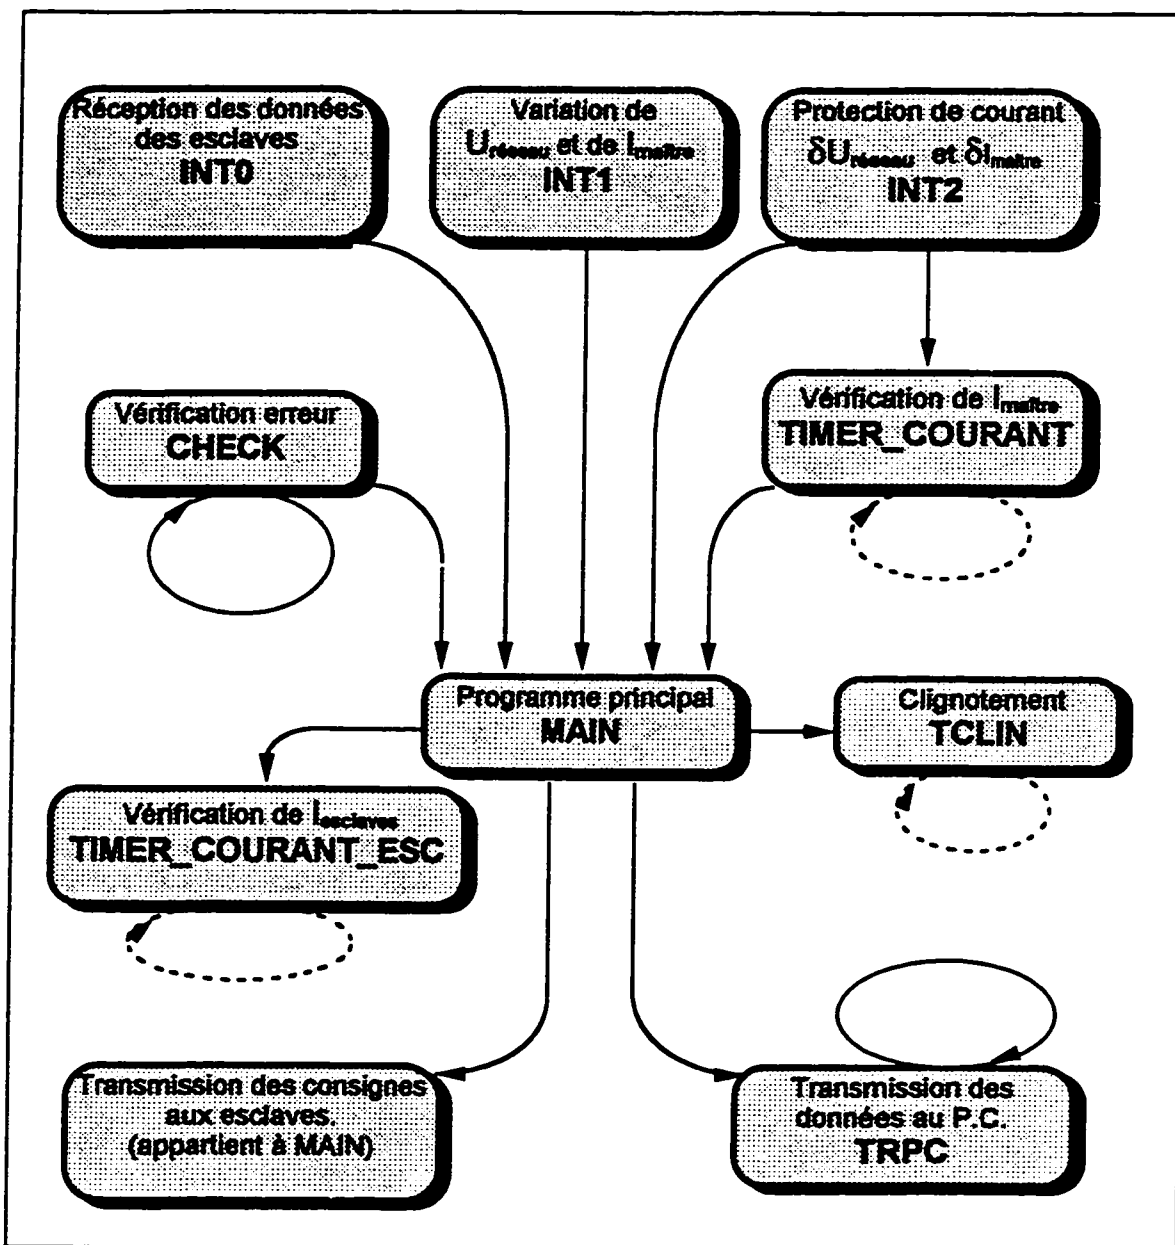 Réception des données
des esclaves
INT0
Variation de
Uréseau et de Imaître
INT1
Protection de courant
δUréseau et δImaître
INT2
Vérification erreur
CHECK
Vérification de Imaître
TIMER_COURANT
Programme principal
MAIN
Clignotement
TCLIN
Vérification de Iesclaves
TIMER_COURANT_ESC
Transmission des consignes
aux esclaves.
(appartient à MAIN)
Transmission des
données au P.C.
TRPC